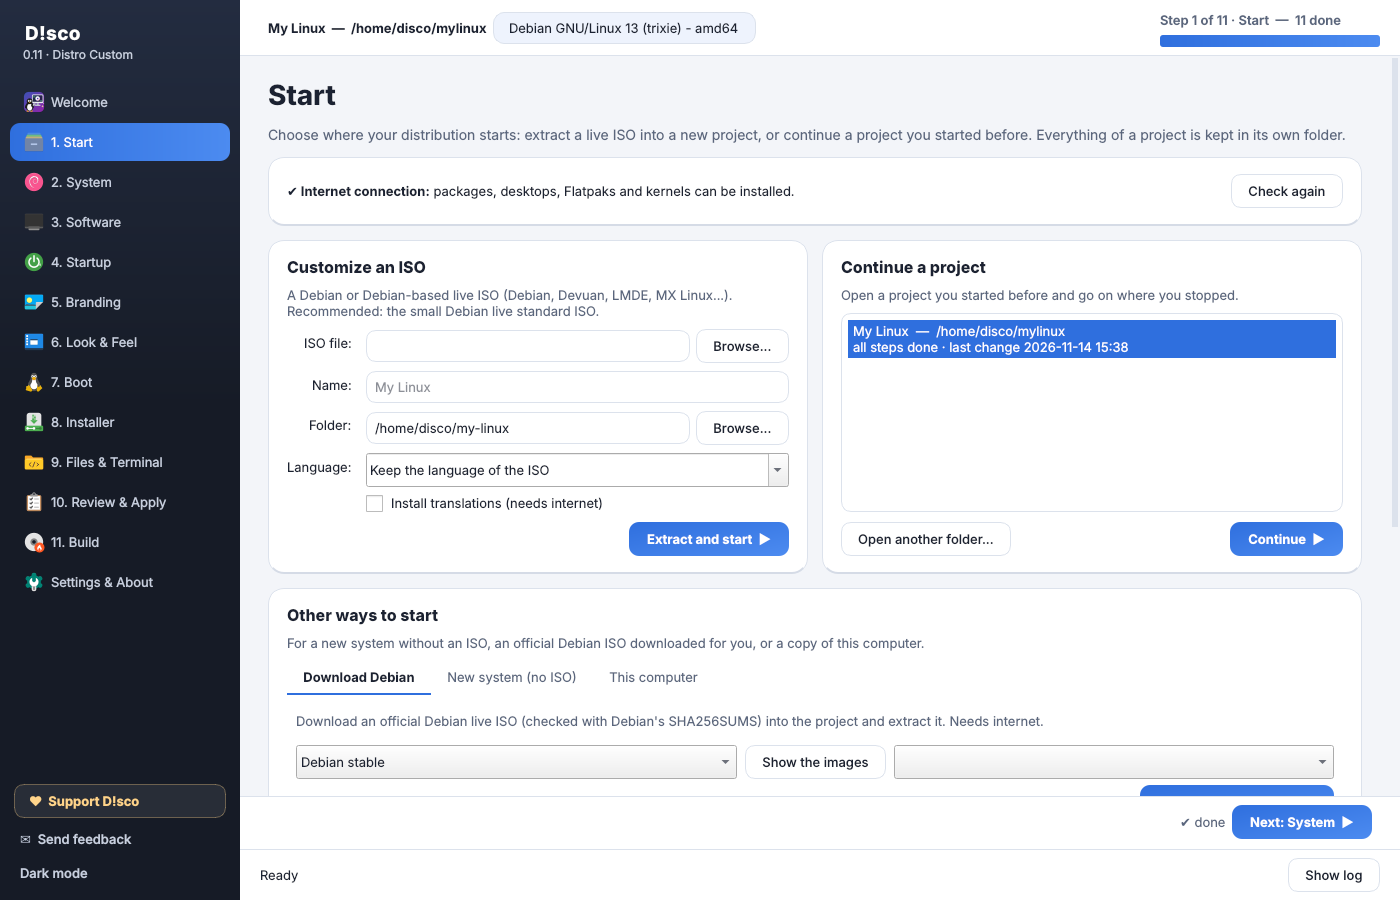 D!sco
0.11 · Distro Custom
Welcome
1. Start
2. System
3. Software
4. Startup
5. Branding
6. Look & Feel
7. Boot
8. Installer
9. Files & Terminal
10. Review & Apply
11. Build
Settings & About
Support D!sco
Send feedback
Dark mode
My Linux — /home/disco/mylinux
Debian GNU/Linux 13 (trixie) - amd64
Step 1 of 11 · Start — 11 done
Start
Choose where your distribution starts: extract a live ISO into a new project, or continue a project you started before. Everything of a project is kept in its own folder.
✔ Internet connection: packages, desktops, Flatpaks and kernels can be installed.
Check again
Customize an ISO
A Debian or Debian-based live ISO (Debian, Devuan, LMDE, MX Linux...).
Recommended: the small Debian live standard ISO.
ISO file:
Browse...
Name:
My Linux
Folder:
/home/disco/my-linux
Browse...
Language:
Keep the language of the ISO
Install translations (needs internet)
Extract and start ▶
Continue a project
Open a project you started before and go on where you stopped.
My Linux — /home/disco/mylinux
all steps done · last change 2026-11-14 15:38
Open another folder...
Continue ▶
Other ways to start
For a new system without an ISO, an official Debian ISO downloaded for you, or a copy of this computer.
Download Debian
New system (no ISO)
This computer
Download an official Debian live ISO (checked with Debian's SHA256SUMS) into the project and extract it. Needs internet.
Debian stable
Show the images
✔ done
Next: System ▶
Ready
Show log